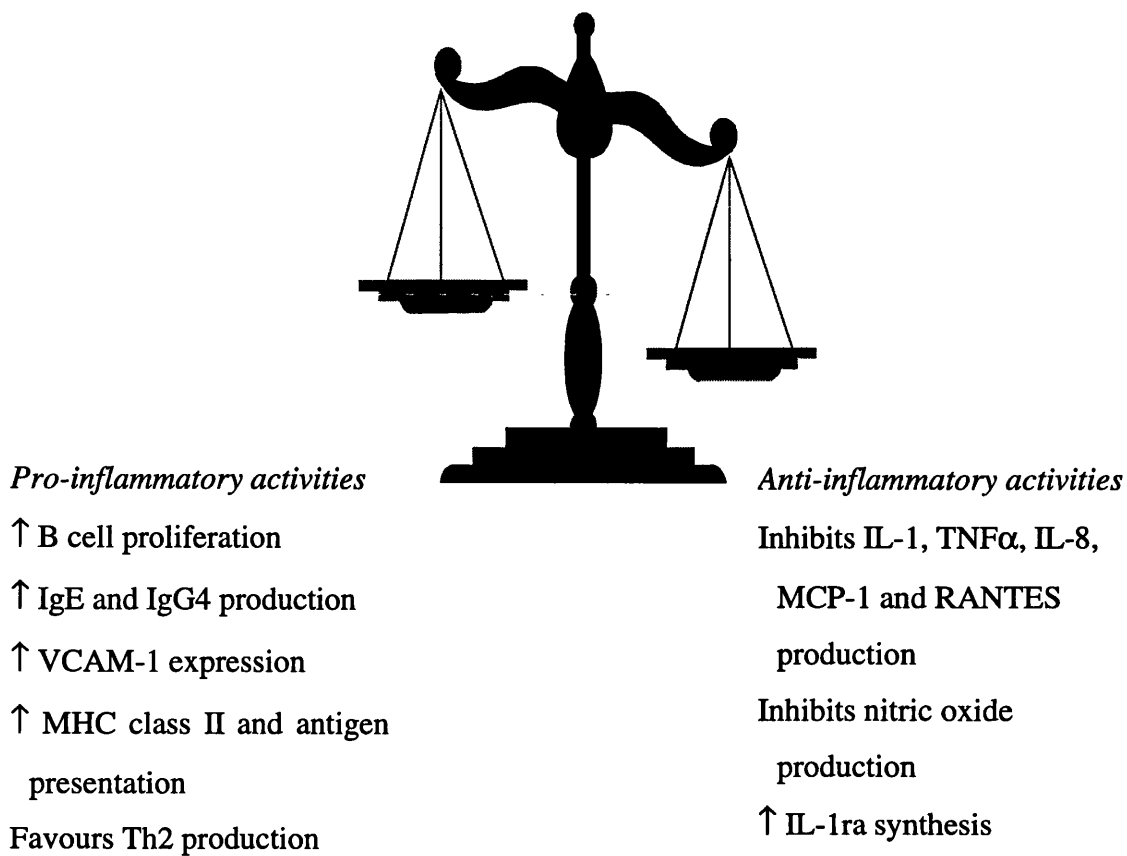 Pro-inflammatory activities
↑ B cell proliferation
↑ IgE and IgG4 production
↑ VCAM-1 expression
↑ MHC class II and antigen
presentation
Favours Th2 production
Anti-inflammatory activities
Inhibits IL-1, TNFα, IL-8,
MCP-1 and RANTES
production
Inhibits nitric oxide
production
↑ IL-1ra synthesis